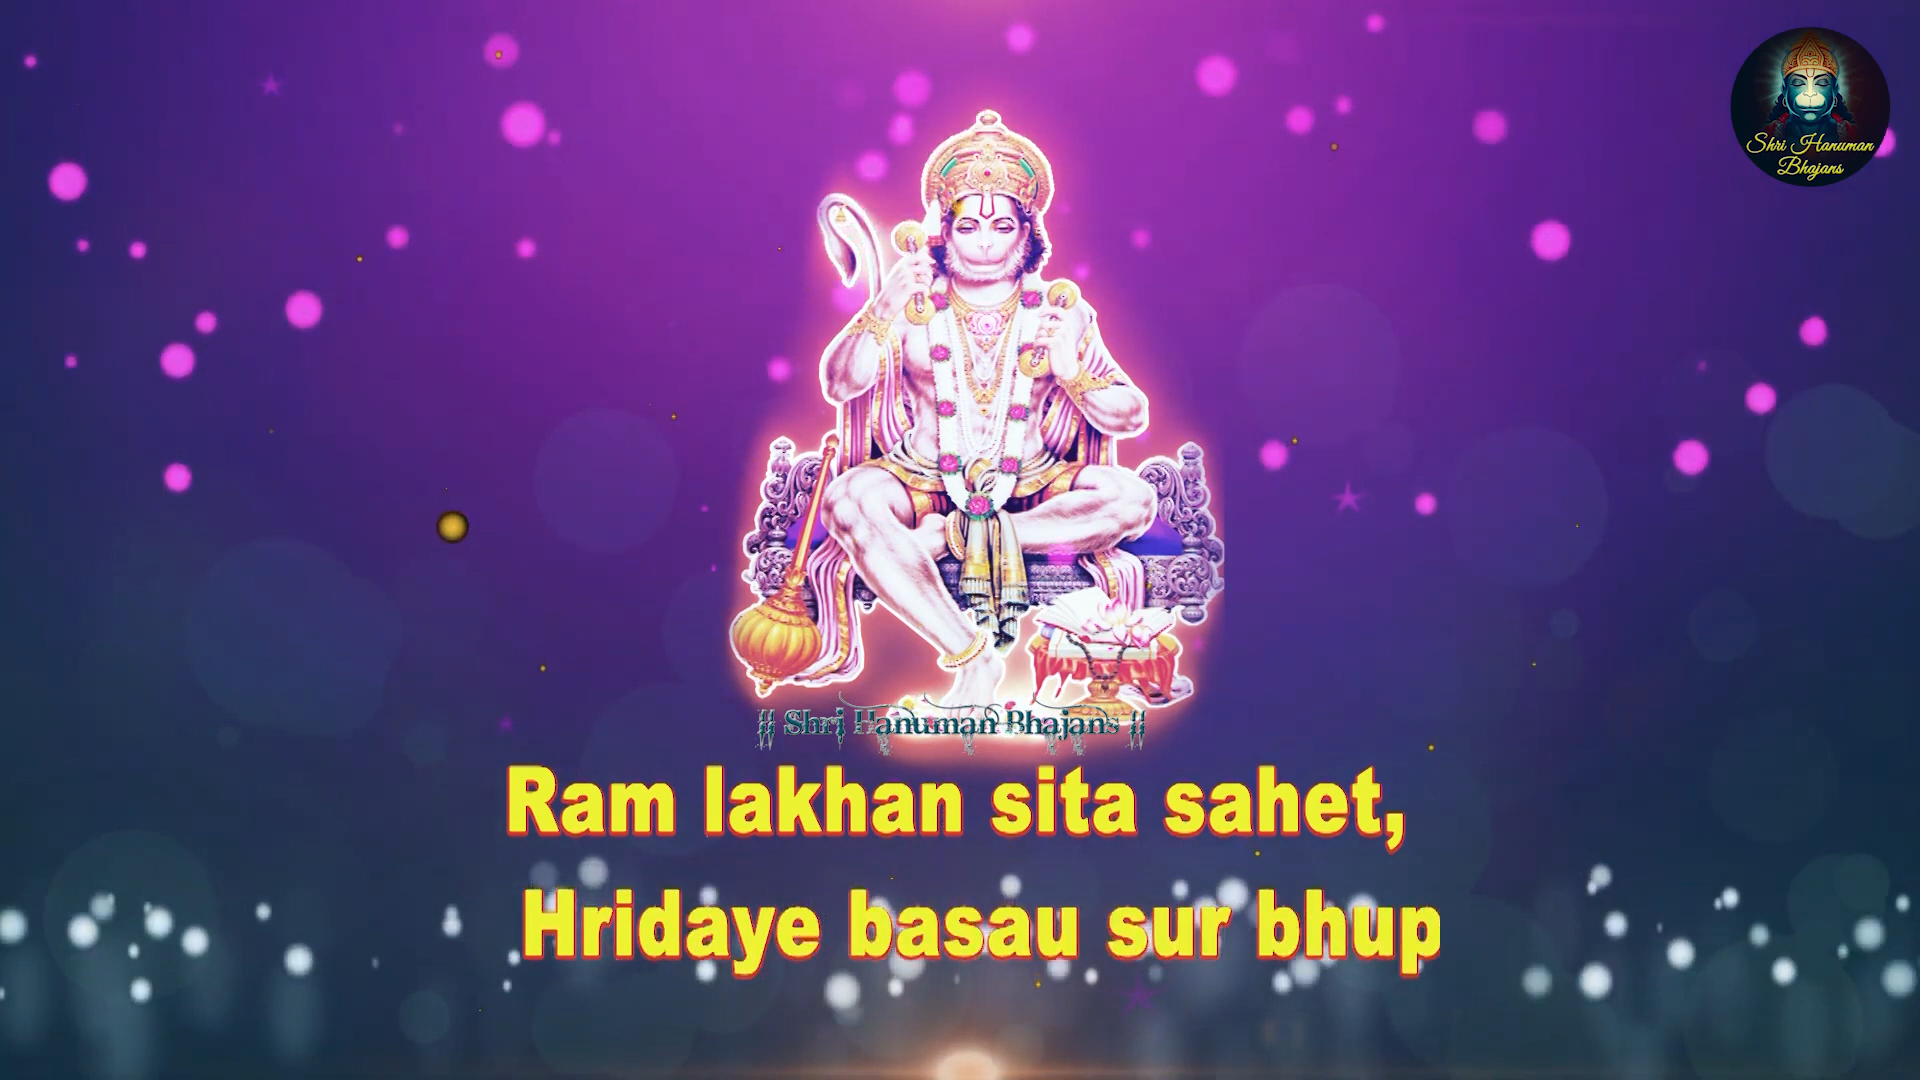 Shri Hanuman
Bhajans
|| Shri Hanuman Bhajans ||
Ram lakhan sita sahet,
Hridaye basau sur bhup